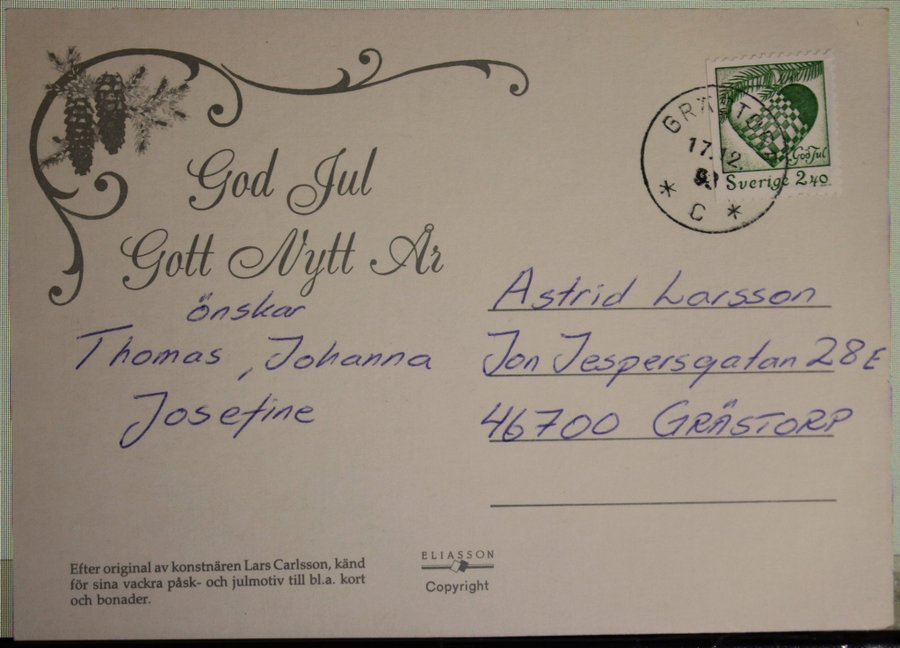 God Jul
Gott Nytt År
önskar
Thomas, Johanna
Josefine
GRÄSTORP
17.12.
* C *
God Jul
Sverige 2.40
Astrid Larsson
Jon Jespersgatan 28E
46700 GRÄSTORP
Efter original av konstnären Lars Carlsson, känd
för sina vackra påsk- och julmotiv till bl.a. kort
och bonader.
ELIASSON
Copyright